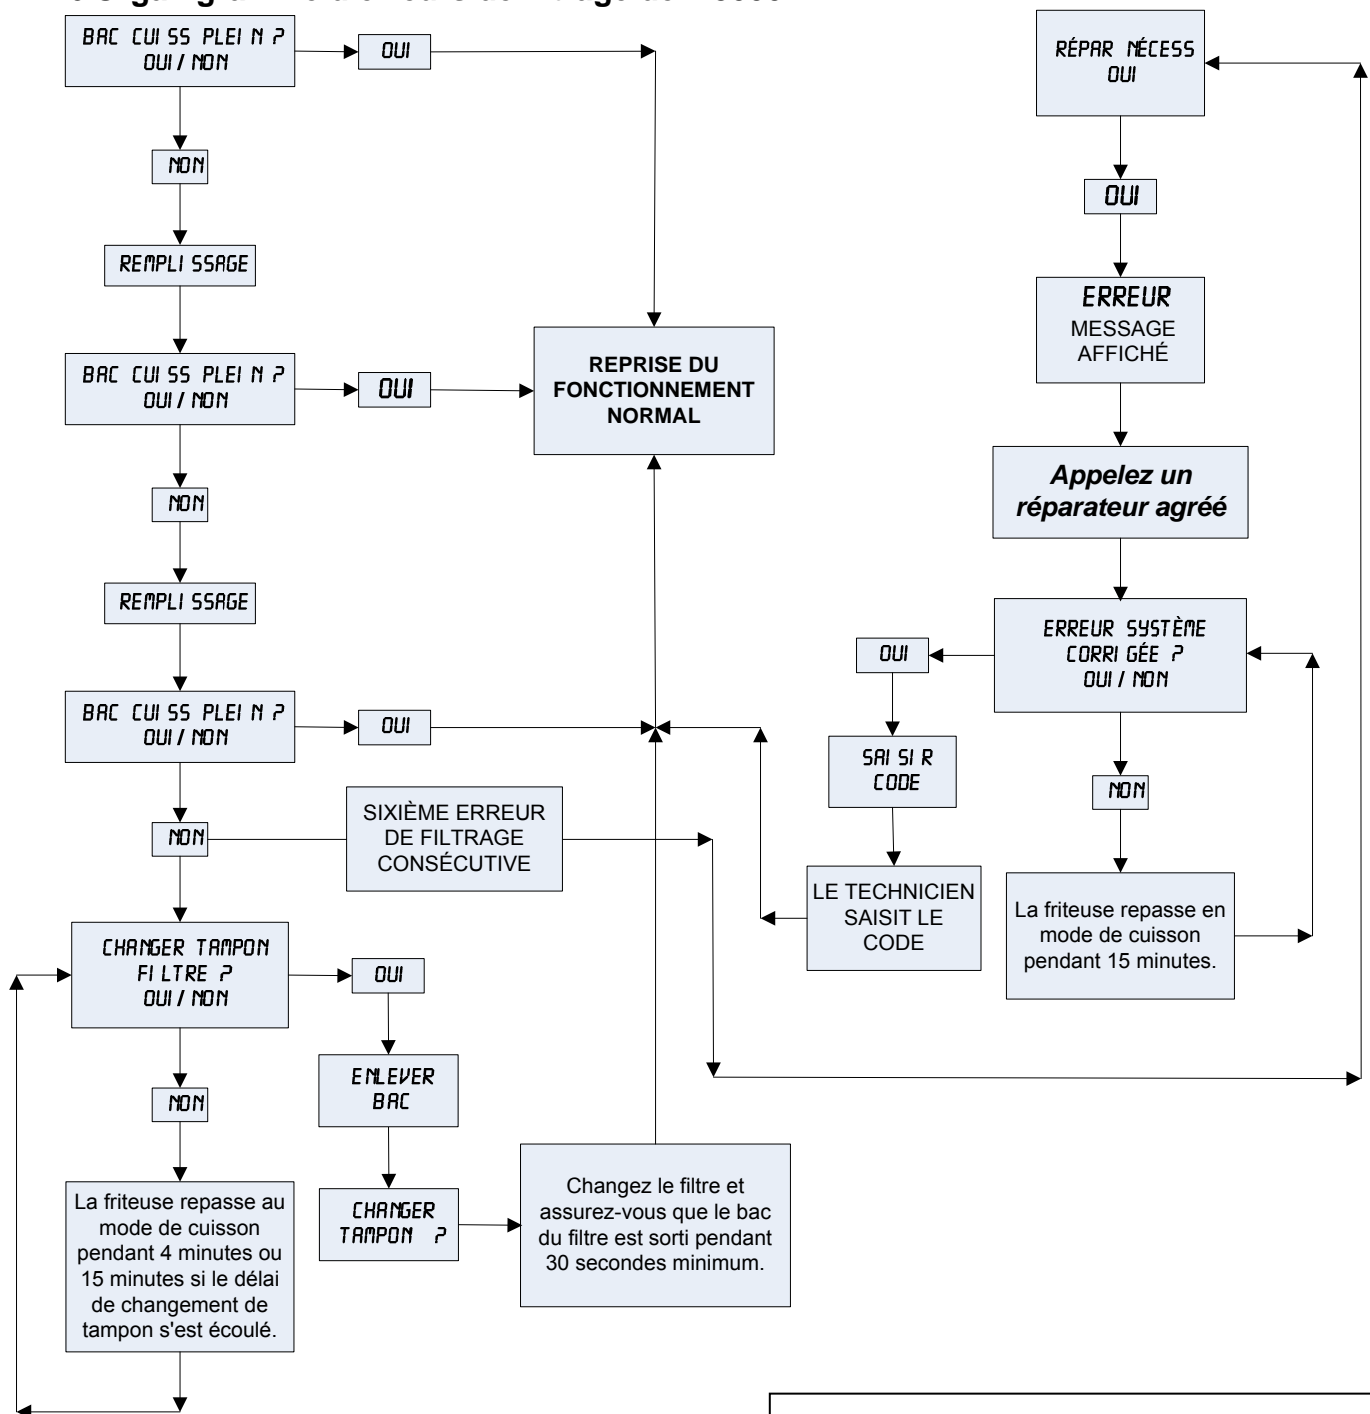 BAC CUISS PLEIN ?
OUI / NON
OUI
NON
REMPLISSAGE
BAC CUISS PLEIN ?
OUI / NON
OUI
NON
REMPLISSAGE
BAC CUISS PLEIN ?
OUI / NON
OUI
NON
SIXIÈME ERREUR
DE FILTRAGE
CONSÉCUTIVE
CHANGER TAMPON
FILTRE ?
OUI / NON
OUI
ENLEVER
BAC
CHANGER
TAMPON ?
Changez le filtre et
assurez-vous que le bac
du filtre est sorti pendant
30 secondes minimum.
NON
La friteuse repasse au
mode de cuisson
pendant 4 minutes ou
15 minutes si le délai
de changement de
tampon s'est écoulé.
REPRISE DU
FONCTIONNEMENT
NORMAL
RÉPAR NÉCESS
OUI
OUI
ERREUR
MESSAGE
AFFICHÉ
Appelez un
réparateur agréé
ERREUR SYSTÈME
CORRIGÉE ?
OUI / NON
OUI
SAISIR
CODE
LE TECHNICIEN
SAISIT LE
CODE
NON
La friteuse repasse en
mode de cuisson
pendant 15 minutes.